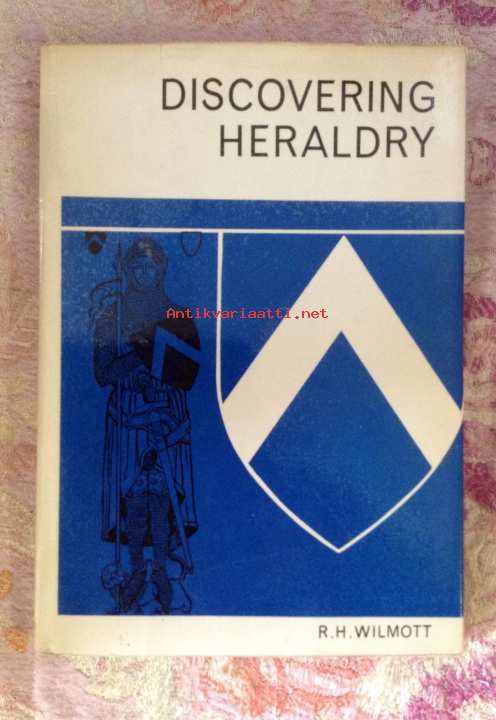 DISCOVERING
HERALDRY
Antikvariaatti.net
R.H.WILMOTT